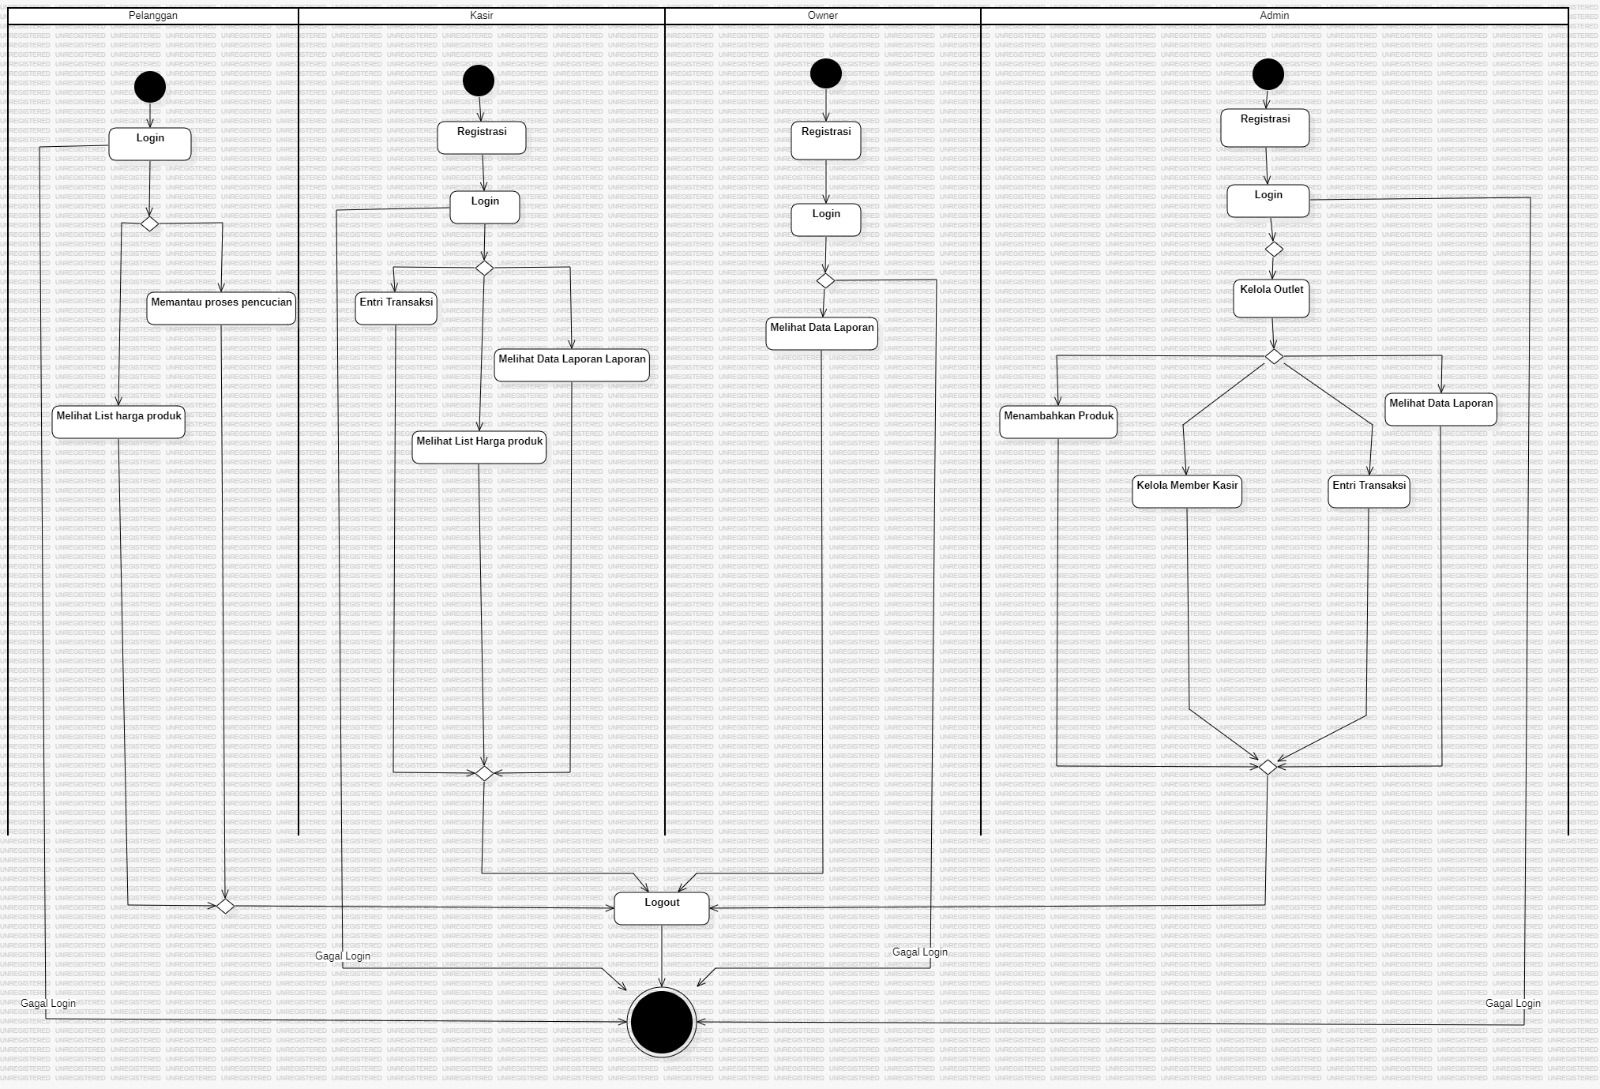 Pelanggan
Kasir
Owner
Admin
Login
Memantau proses pencucian
Melihat List harga produk
Registrasi
Login
Entri Transaksi
Melihat Data Laporan Laporan
Melihat List Harga produk
Registrasi
Login
Melihat Data Laporan
Registrasi
Login
Kelola Outlet
Menambahkan Produk
Melihat Data Laporan
Kelola Member Kasir
Entri Transaksi
Logout
Gagal Login
Gagal Login
Gagal Login
Gagal Login
UNREGISTERED